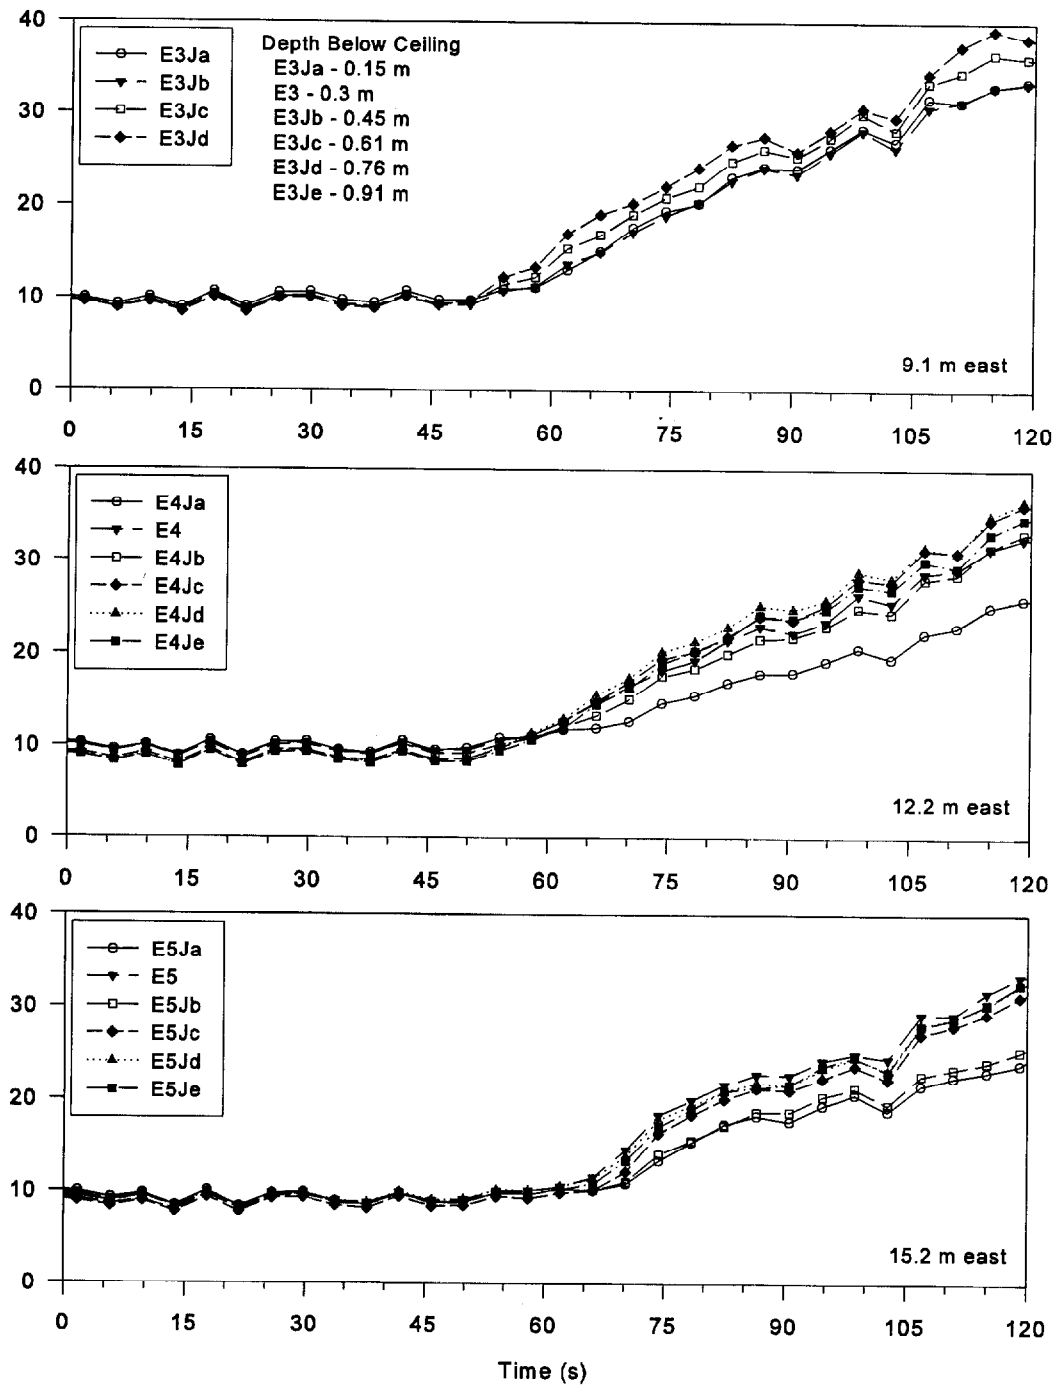 40
30
20
10
0
E3Ja
E3Jb
E3Jc
E3Jd
Depth Below Ceiling
E3Ja - 0.15 m
E3 - 0.3 m
E3Jb - 0.45 m
E3Jc - 0.61 m
E3Jd - 0.76 m
E3Je - 0.91 m
9.1 m east
0 15 30 45 60 75 90 105 120
40
30
20
10
0
E4Ja
E4
E4Jb
E4Jc
E4Jd
E4Je
12.2 m east
0 15 30 45 60 75 90 105 120
40
30
20
10
0
E5Ja
E5
E5Jb
E5Jc
E5Jd
E5Je
15.2 m east
0 15 30 45 60 75 90 105 120
Time (s)